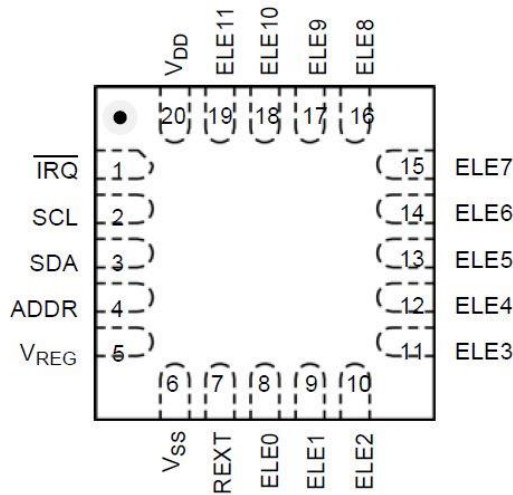 VDD
ELE11
ELE10
ELE9
ELE8
20
19
18
17
16
IRQ
1
SCL
2
SDA
3
ADDR
4
VREG
5
15
ELE7
14
ELE6
13
ELE5
12
ELE4
11
ELE3
6
7
8
9
10
VSS
REXT
ELE0
ELE1
ELE2